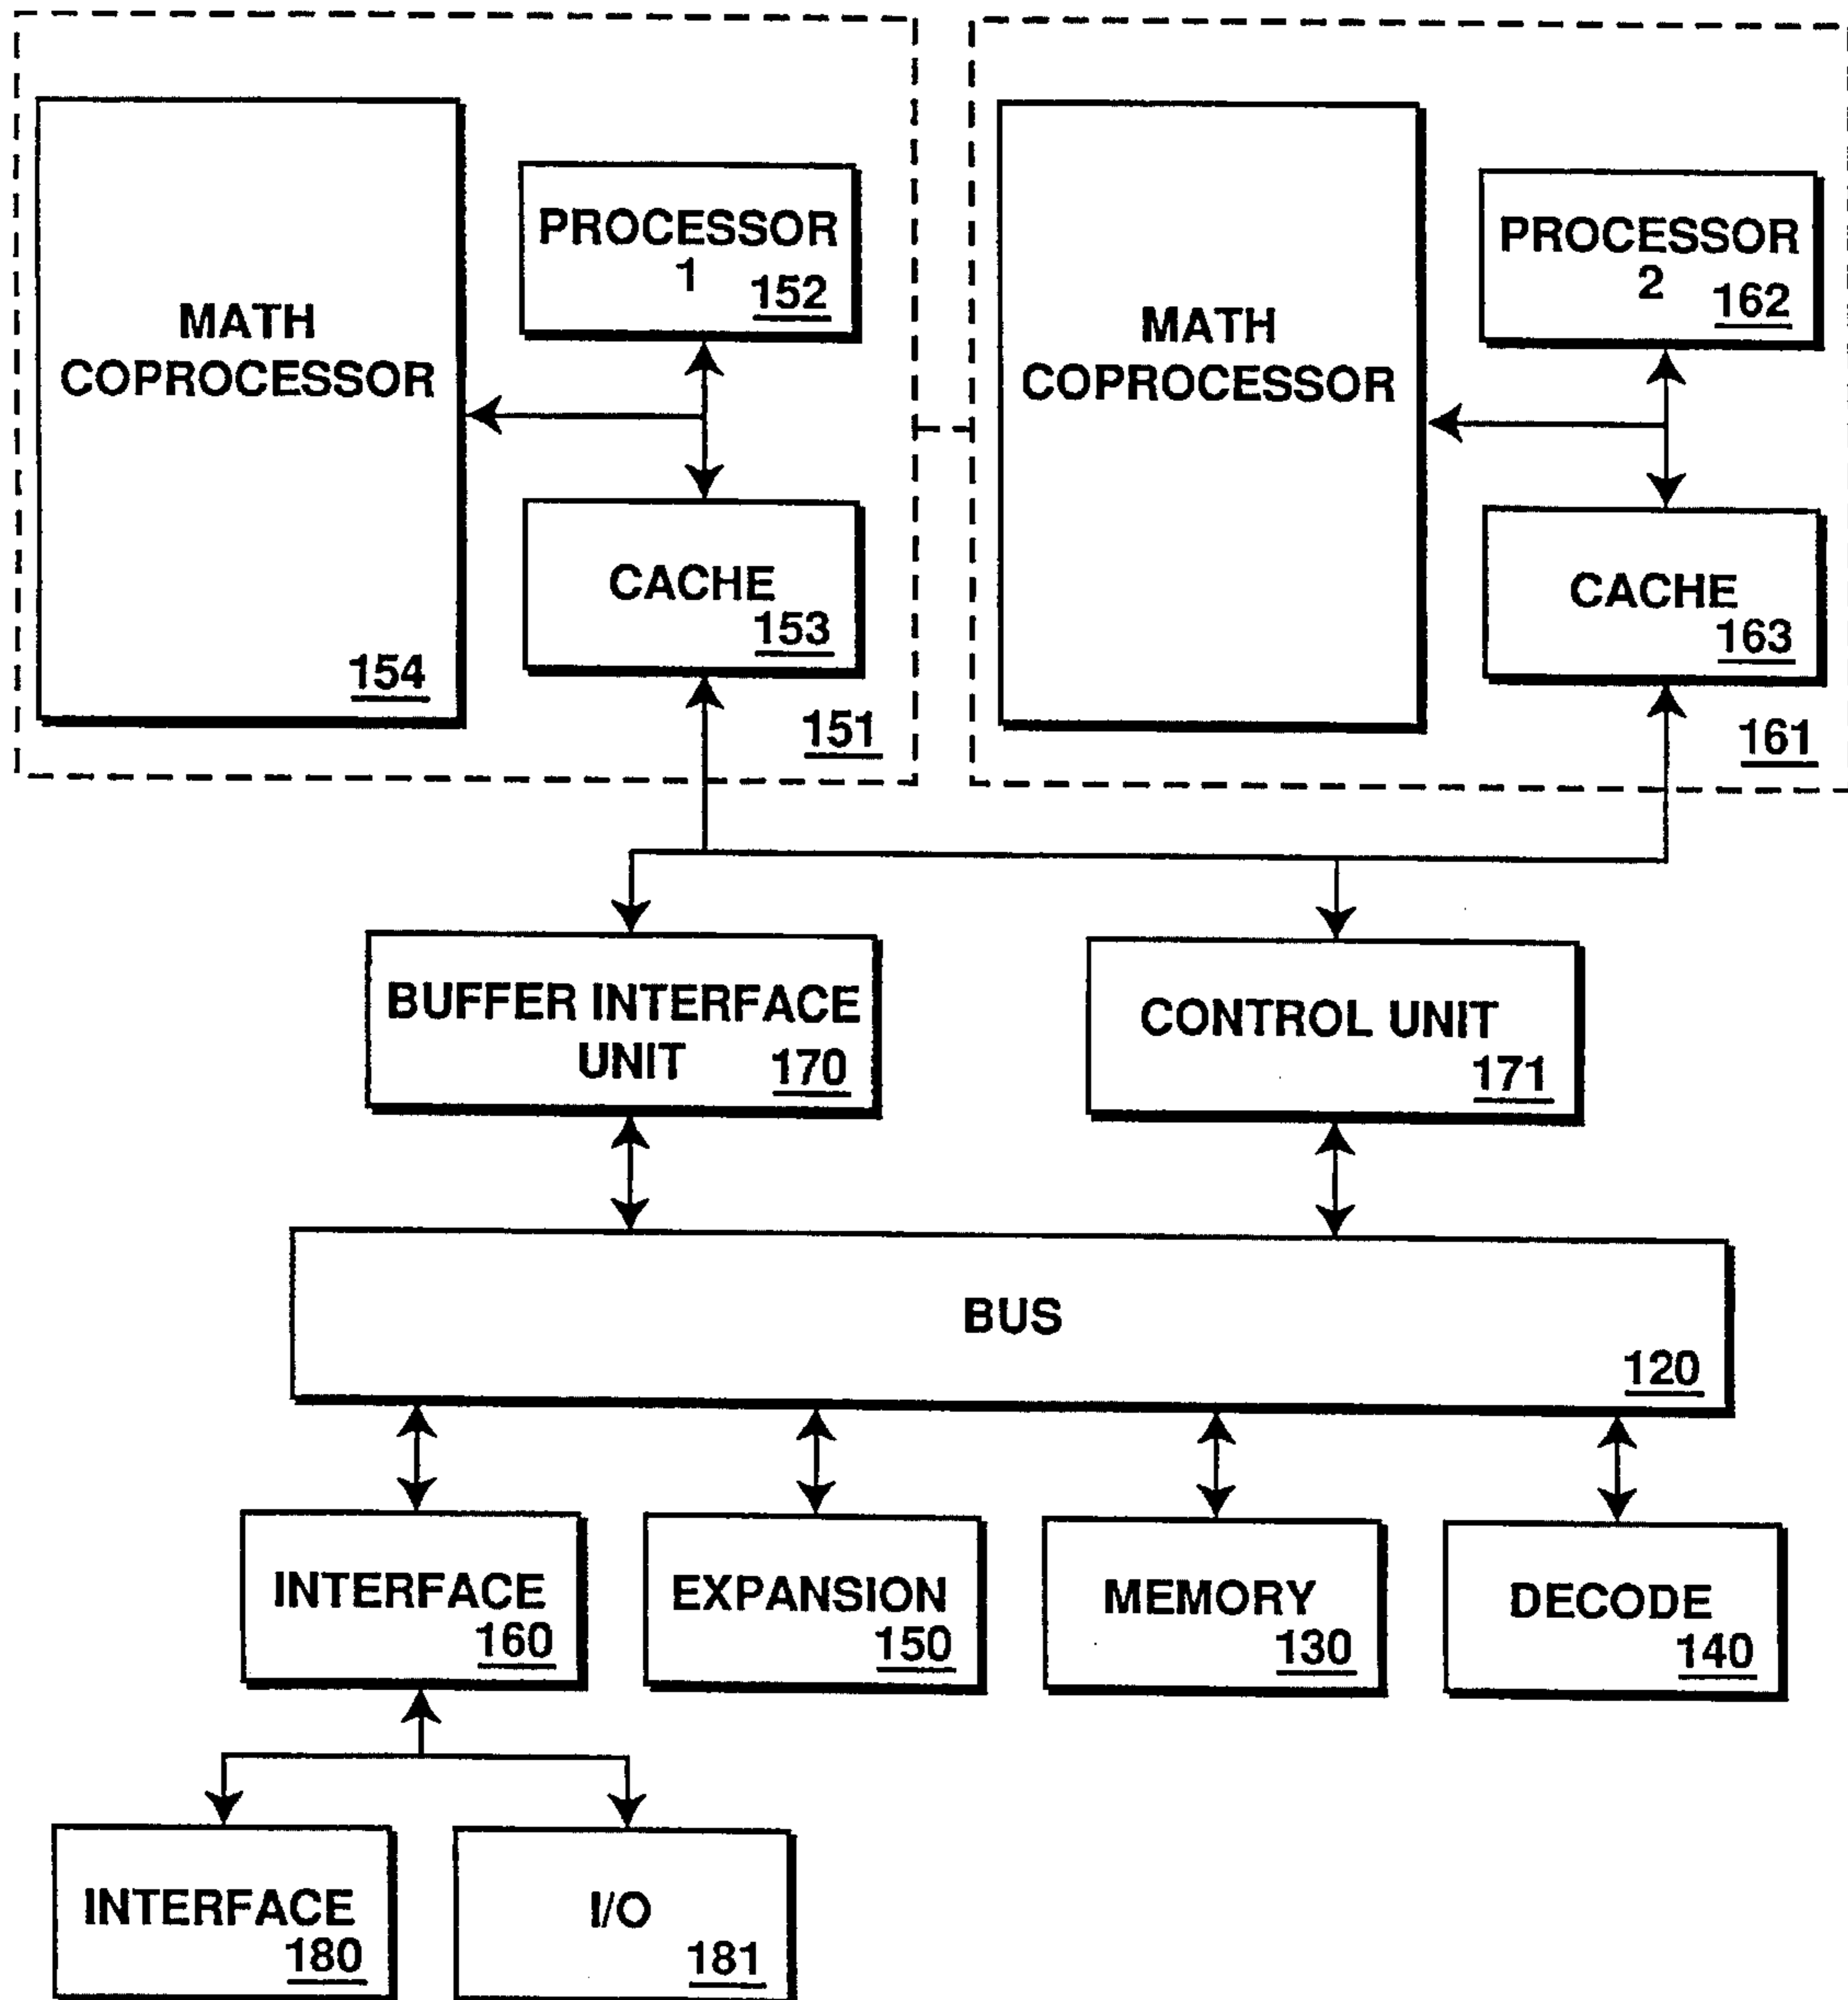 MATH
COPROCESSOR
154
PROCESSOR
1
152
CACHE
153
151
MATH
COPROCESSOR
PROCESSOR
2
162
CACHE
163
161
BUFFER INTERFACE
UNIT
170
CONTROL UNIT
171
BUS
120
INTERFACE
160
EXPANSION
150
MEMORY
130
DECODE
140
INTERFACE
180
I/O
181